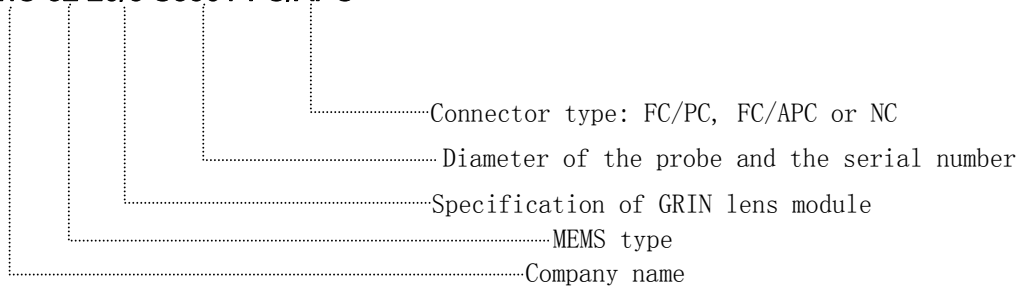 Connector type: FC/PC, FC/APC or NC
Diameter of the probe and the serial number
Specification of GRIN lens module
MEMS type
Company name